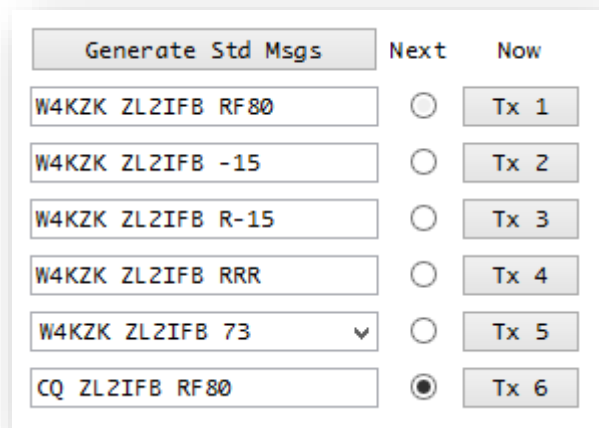 Generate Std Msgs Next Now
W4KZK ZL2IFB RF80 Tx 1
W4KZK ZL2IFB -15 Tx 2
W4KZK ZL2IFB R-15 Tx 3
W4KZK ZL2IFB RRR Tx 4
W4KZK ZL2IFB 73 Tx 5
CQ ZL2IFB RF80 Tx 6